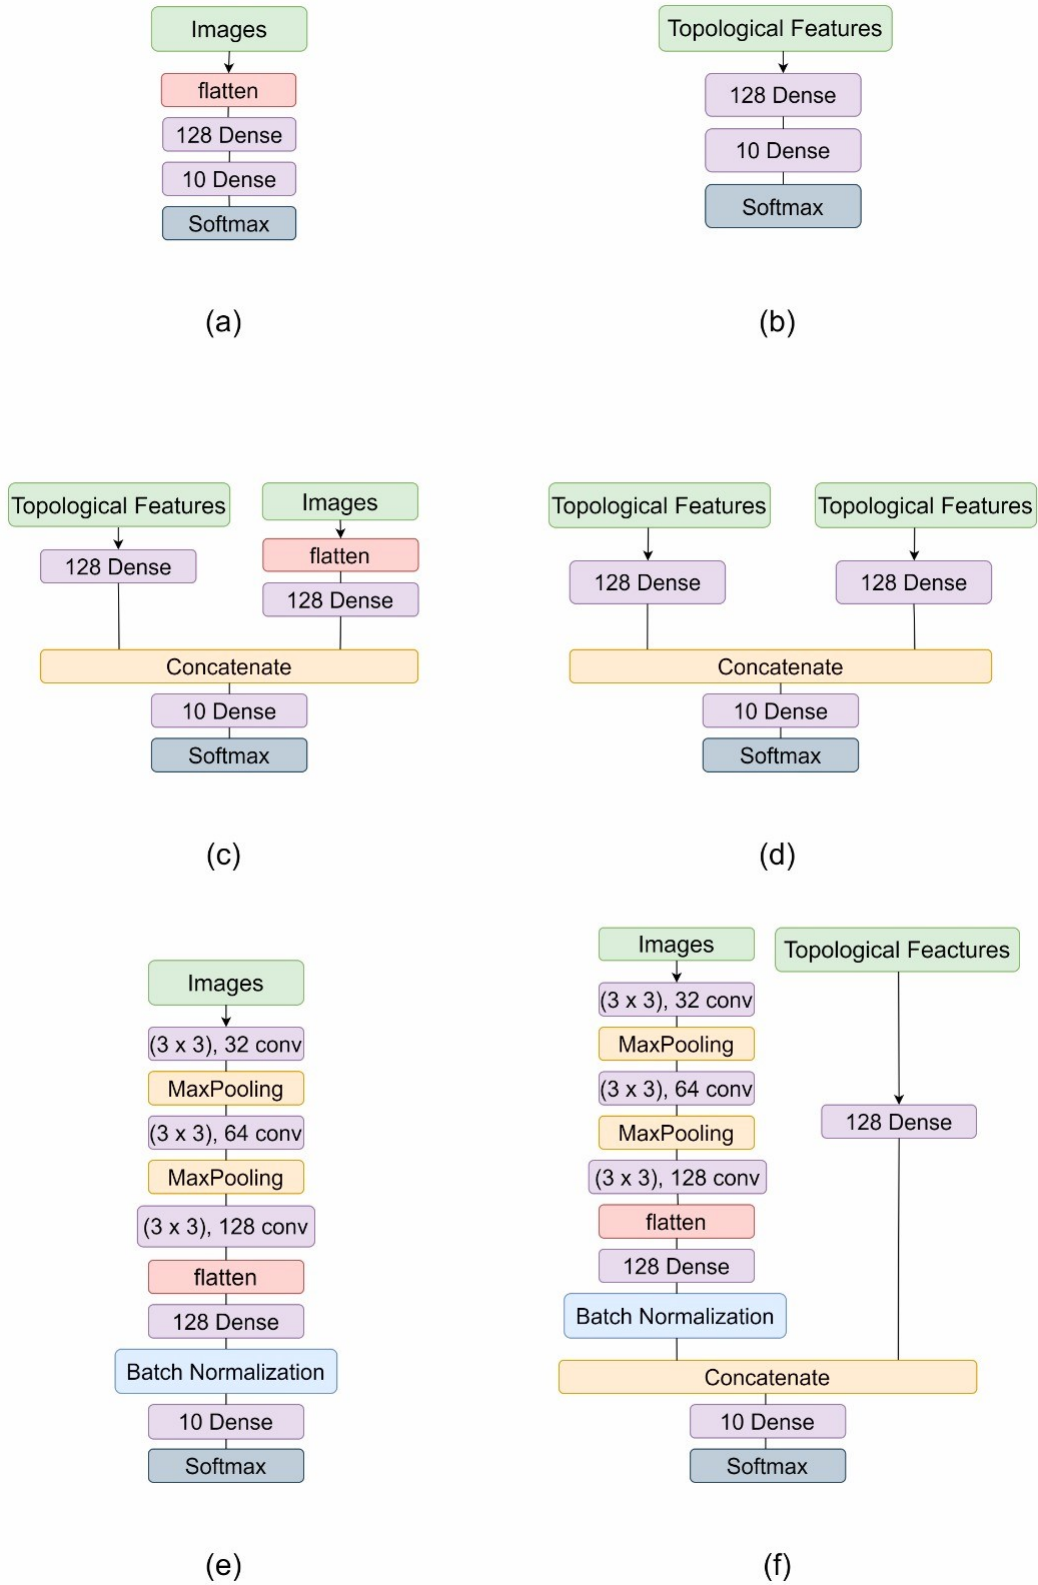 Images
flatten
128 Dense
10 Dense
Softmax
(a)
Topological Features
128 Dense
10 Dense
Softmax
(b)
Topological Features
128 Dense
Images
flatten
128 Dense
Concatenate
10 Dense
Softmax
(c)
Topological Features
128 Dense
Topological Features
128 Dense
Concatenate
10 Dense
Softmax
(d)
Images
(3 x 3), 32 conv
MaxPooling
(3 x 3), 64 conv
MaxPooling
(3 x 3), 128 conv
flatten
128 Dense
Batch Normalization
10 Dense
Softmax
(e)
Images
(3 x 3), 32 conv
MaxPooling
(3 x 3), 64 conv
MaxPooling
(3 x 3), 128 conv
flatten
128 Dense
Batch Normalization
Topological Feactures
128 Dense
Concatenate
10 Dense
Softmax
(f)